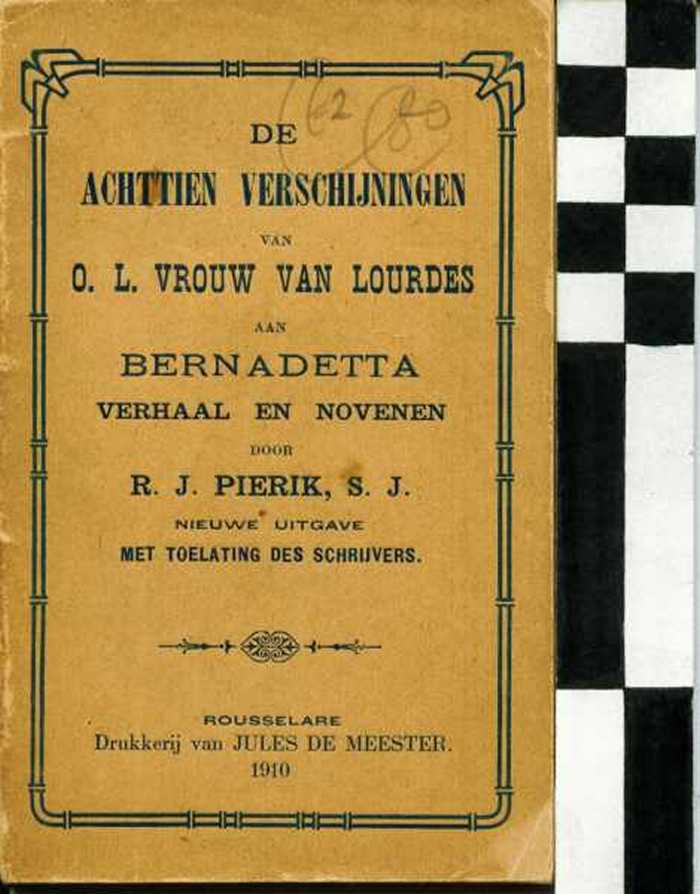 DE
ACHTTIEN VERSCHIJNINGEN
VAN
O. L. VROUW VAN LOURDES
AAN
BERNADETTA
VERHAAL EN NOVENEN
DOOR
R. J. PIERIK, S. J.
NIEUWE UITGAVE
MET TOELATING DES SCHRIJVERS.
ROUSSELARE
Drukkerij van JULES DE MEESTER.
1910